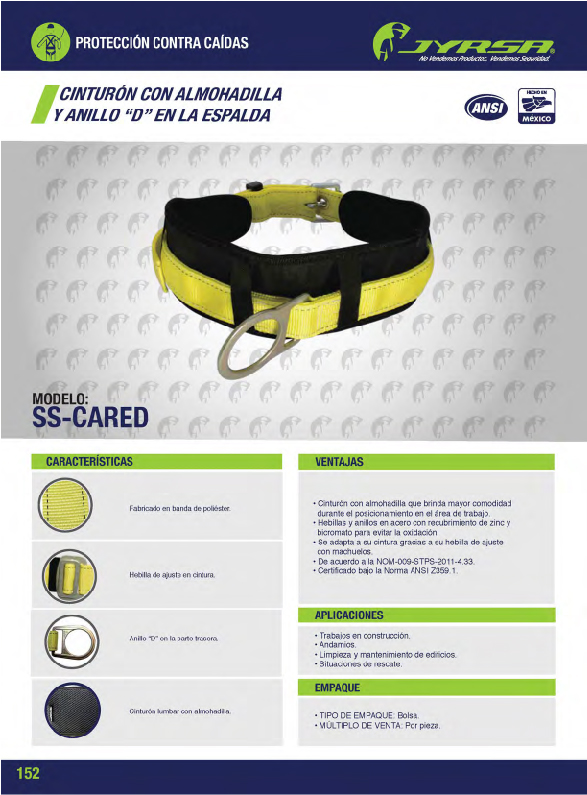 PROTECCIÓN CONTRA CAÍDAS
JYRSA®
No Vendemos Productos, Vendemos Seguridad.
CINTURÓN CON ALMOHADILLA
Y ANILLO "D" EN LA ESPALDA
ANSI
HECHO EN
MÉXICO
MODELO:
SS-CARED
CARACTERÍSTICAS
Fabricado en banda de poliéster.
Hebilla de ajuste en cintura.
Anillo "D" en la parte trasera.
Cinturón lumbar con almohadilla.
VENTAJAS
• Cinturón con almohadilla que brinda mayor comodidad
durante el posicionamiento en el área de trabajo.
• Hebillas y anillos en acero con recubrimiento de zinc y
bicromato para evitar la oxidación
• Se adapta a su cintura gracias a su hebilla de ajuste
con machuelos.
• De acuerdo a la NOM-009-STPS-2011-4.33.
• Certificado bajo la Norma ANSI Z359.1.
APLICACIONES
• Trabajos en construcción.
• Andamios.
• Limpieza y mantenimiento de edificios.
• Situaciones de rescate.
EMPAQUE
• TIPO DE EMPAQUE: Bolsa.
• MÚLTIPLO DE VENTA: Por pieza.
152